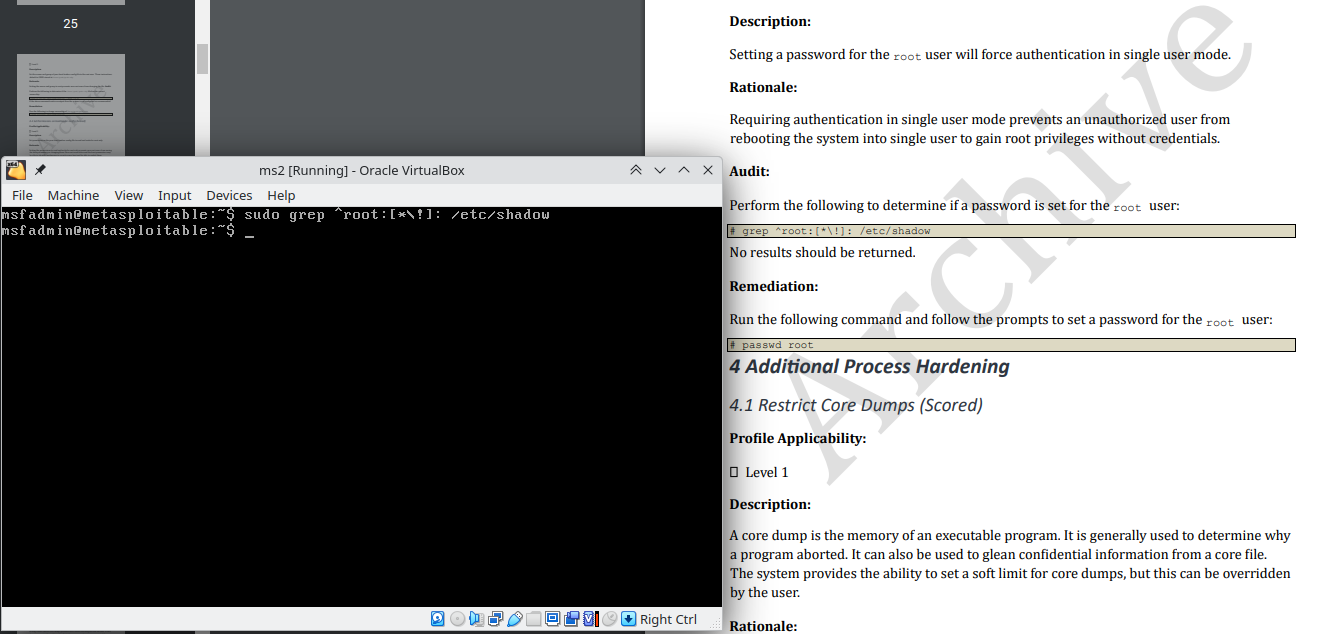 25
ms2 [Running] - Oracle VirtualBox
File Machine View Input Devices Help
msfadmin@metasploitable:~$ sudo grep ^root:[*\!]: /etc/shadow
msfadmin@metasploitable:~$ _
Right Ctrl
Description:
Setting a password for the root user will force authentication in single user mode.
Rationale:
Requiring authentication in single user mode prevents an unauthorized user from
rebooting the system into single user to gain root privileges without credentials.
Audit:
Perform the following to determine if a password is set for the root user:
# grep ^root:[*\!]: /etc/shadow
No results should be returned.
Remediation:
Run the following command and follow the prompts to set a password for the root user:
# passwd root
4 Additional Process Hardening
4.1 Restrict Core Dumps (Scored)
Profile Applicability:
Level 1
Description:
A core dump is the memory of an executable program. It is generally used to determine why
a program aborted. It can also be used to glean confidential information from a core file.
The system provides the ability to set a soft limit for core dumps, but this can be overridden
by the user.
Rationale:
Archive